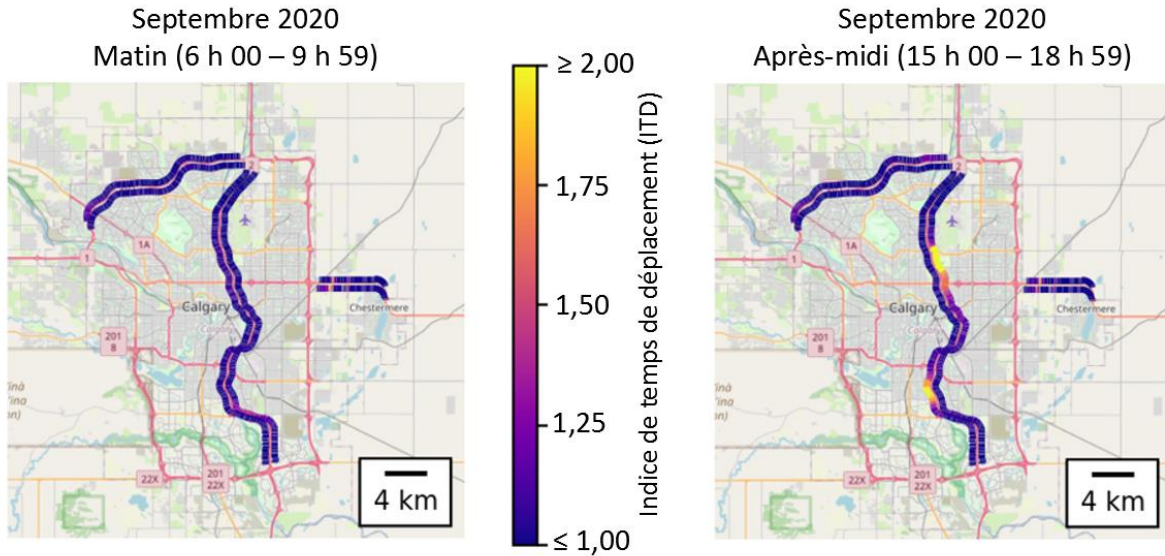 Septembre 2020
Matin (6 h 00 – 9 h 59)
2
1A
1
Calgary
Calgary
Chestermere
201
8
22X
201
22X
4 km
≥ 2,00
1,75
1,50
1,25
≤ 1,00
Indice de temps de déplacement (ITD)
Septembre 2020
Après-midi (15 h 00 – 18 h 59)
2
1A
1
Calgary
Calgary
Chestermere
201
8
22X
201
22X
4 km